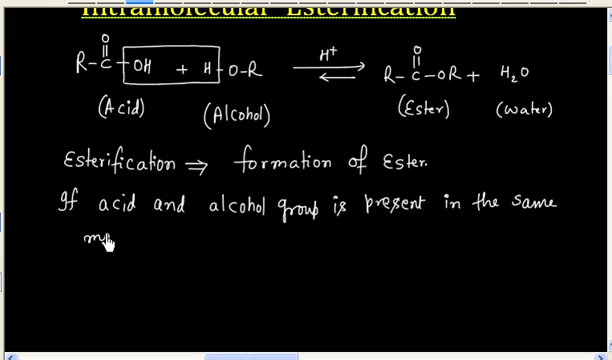 Intramolecular Esterification
O O
R-C-OH + H-O-R H+ R-C-OR + H2O
(Acid) (Alcohol) (Ester) (water)
Esterification ⇒ formation of Ester.
If acid and alcohol group is present in the same
m